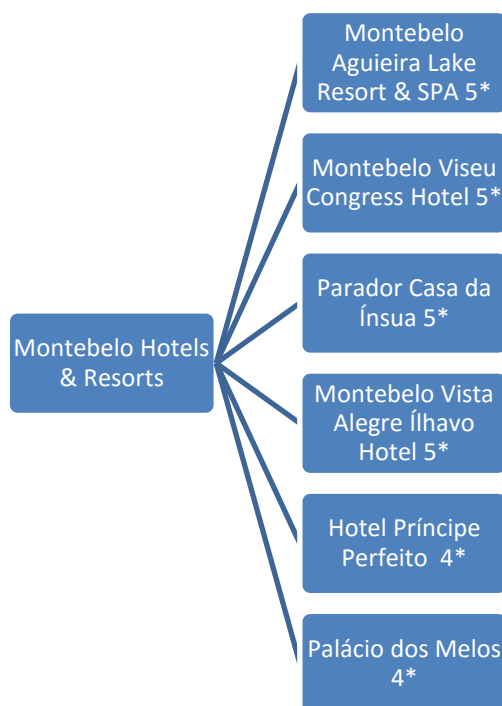 Montebelo
Aguieira Lake
Resort & SPA 5*
Montebelo Viseu
Congress Hotel 5*
Parador Casa da
Ínsua 5*
Montebelo Hotels
& Resorts
Montebelo Vista
Alegre Ílhavo
Hotel 5*
Hotel Príncipe
Perfeito  4*
Palácio dos Melos
4*